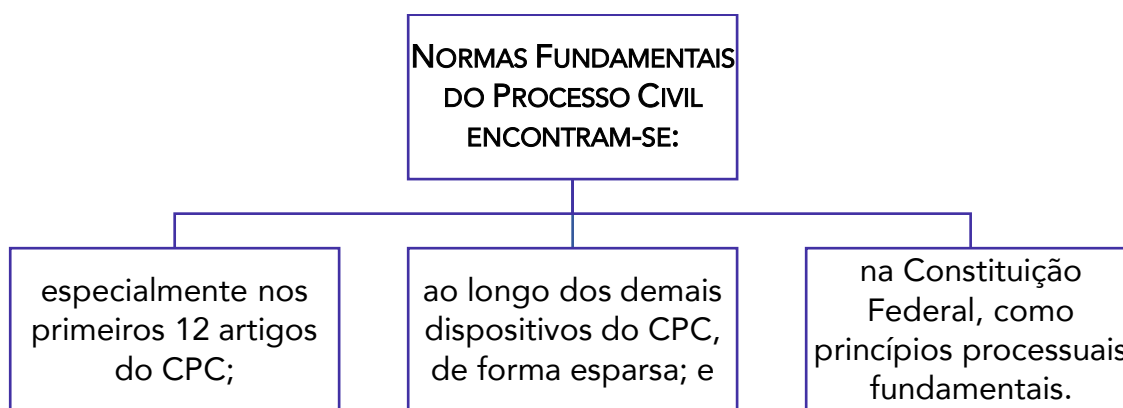 NORMAS FUNDAMENTAIS
DO PROCESSO CIVIL
ENCONTRAM-SE:
especialmente nos
primeiros 12 artigos
do CPC;
ao longo dos demais
dispositivos do CPC,
de forma esparsa; e
na Constituição
Federal, como
princípios processuais
fundamentais.